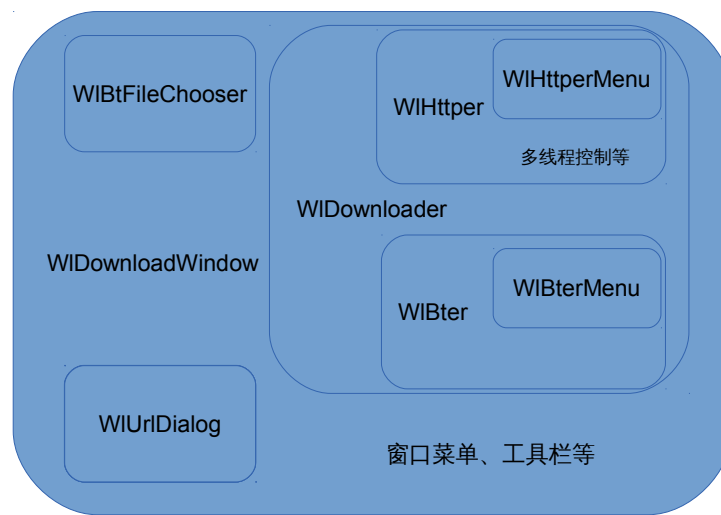 WlBtFileChooser
WlHttperMenu
WlHttper
多线程控制等
WlDownloader
WlDownloadWindow
WlBterMenu
WlBter
WlUrlDialog
窗口菜单、工具栏等